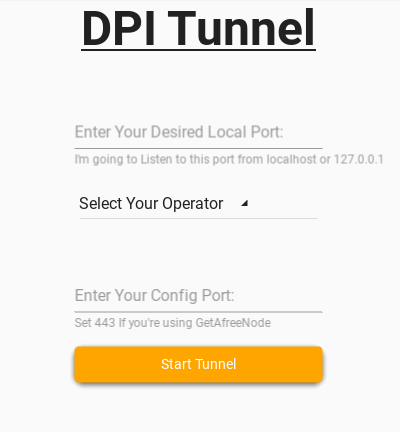 DPI Tunnel
Enter Your Desired Local Port:
I'm going to Listen to this port from localhost or 127.0.0.1
Select Your Operator
Enter Your Config Port:
Set 443 If you're using GetAfreeNode
Start Tunnel